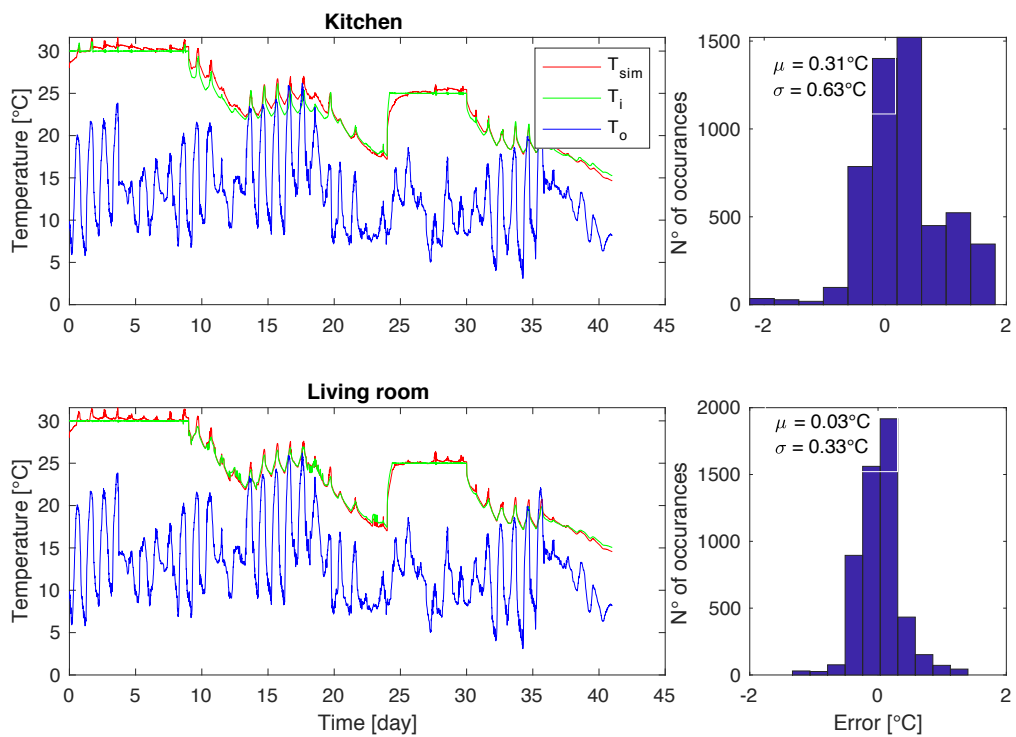 Kitchen
30
25
20
15
10
5
0
Temperature [°C]
0 5 10 15 20 25 30 35 40 45
T_sim
T_i
T_o
1500
1000
500
0
N° of occurances
-2 0 2
μ = 0.31°C
σ = 0.63°C
Living room
30
25
20
15
10
5
0
Temperature [°C]
0 5 10 15 20 25 30 35 40 45
Time [day]
2000
1500
1000
500
0
N° of occurances
μ = 0.03°C
σ = 0.33°C
-2 0 2
Error [°C]